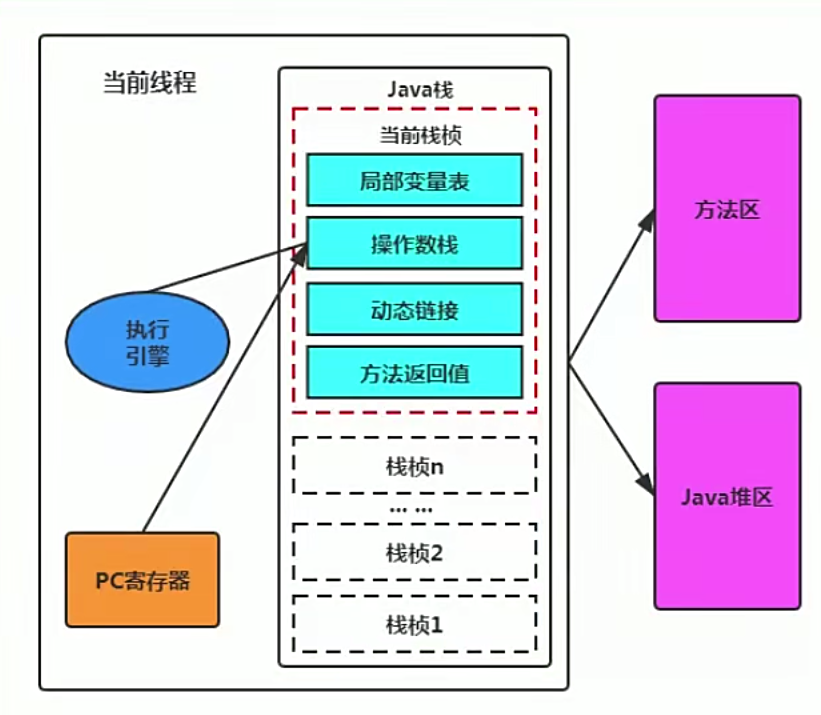 当前线程
Java栈
当前栈桢
局部变量表
操作数栈
动态链接
方法返回值
栈桢n
... ...
栈桢2
栈桢1
执行
引擎
PC寄存器
方法区
Java堆区